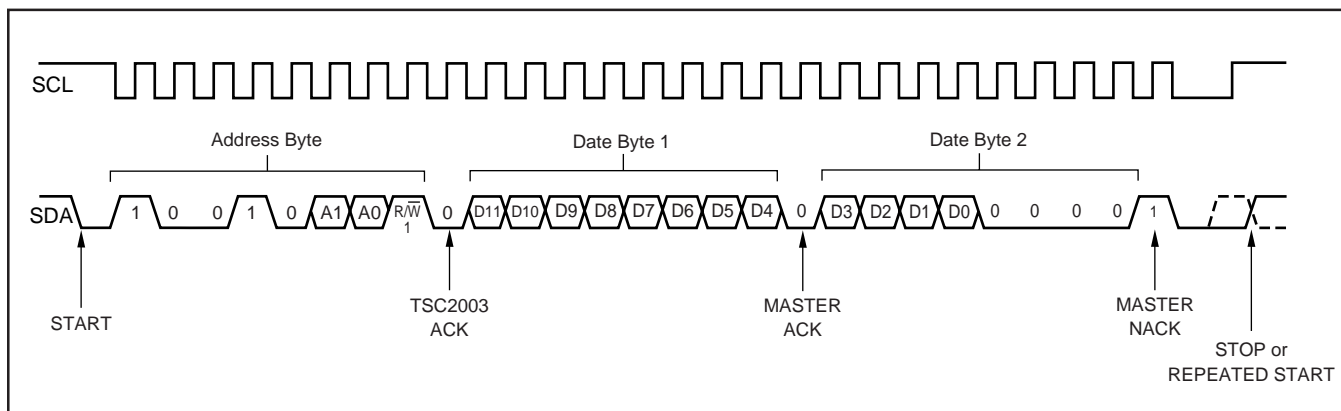 SCL
Address Byte
Date Byte 1
Date Byte 2
SDA
1 0 0 1 0 A1 A0 R/W̅ 1 0 D11 D10 D9 D8 D7 D6 D5 D4 0 D3 D2 D1 D0 0 0 0 0 1
START
TSC2003
ACK
MASTER
ACK
MASTER
NACK
STOP or
REPEATED START